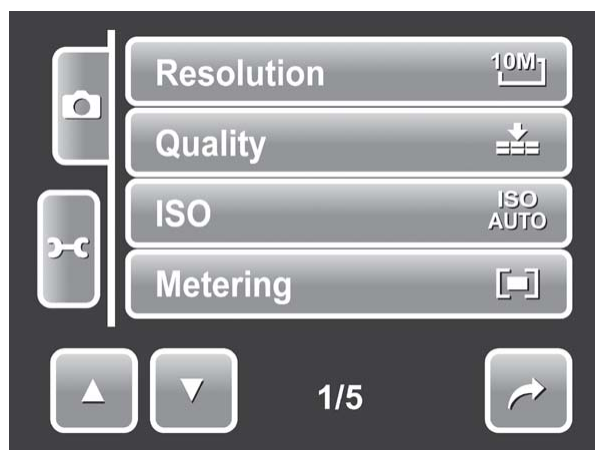 Resolution 10M
Quality
ISO ISO AUTO
Metering
1/5